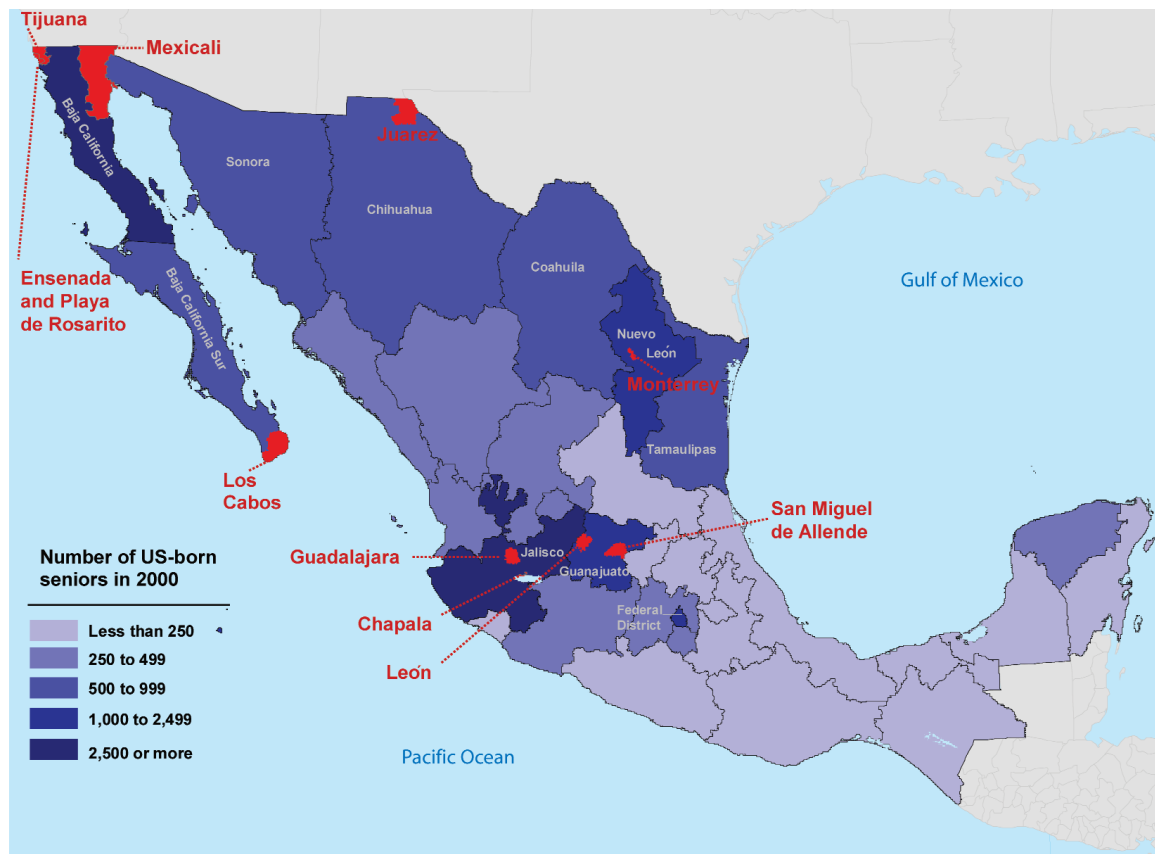 Tijuana
Mexicali
Baja California
Sonora
Juarez
Chihuahua
Coahuila
Ensenada
and Playa
de Rosarito
Baja California Sur
Gulf of Mexico
Nuevo
León
Monterrey
Tamaulipas
Los
Cabos
San Miguel
de Allende
Number of US-born
seniors in 2000
Guadalajara
Jalisco
Guanajuato
Chapala
Federal
District
León
Less than 250
250 to 499
500 to 999
1,000 to 2,499
2,500 or more
Pacific Ocean